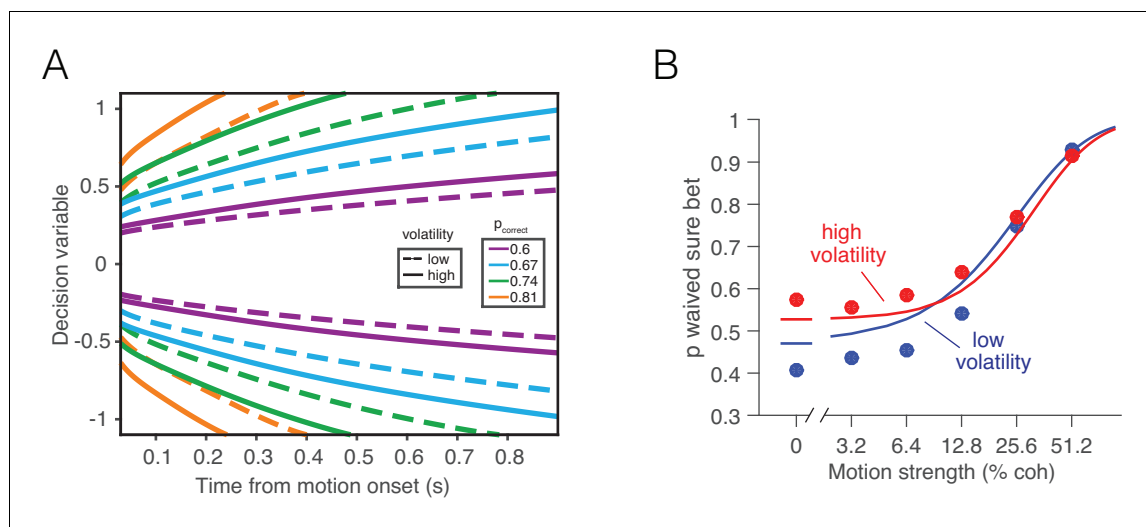 A
Decision variable
1
0.5
0
-0.5
-1
volatility
low
high
p correct
0.6
0.67
0.74
0.81
0.1 0.2 0.3 0.4 0.5 0.6 0.7 0.8
Time from motion onset (s)
B
p waived sure bet
1
0.9
0.8
0.7
0.6
0.5
0.4
0.3
high
volatility
low
volatility
0 3.2 6.4 12.8 25.6 51.2
Motion strength (% coh)